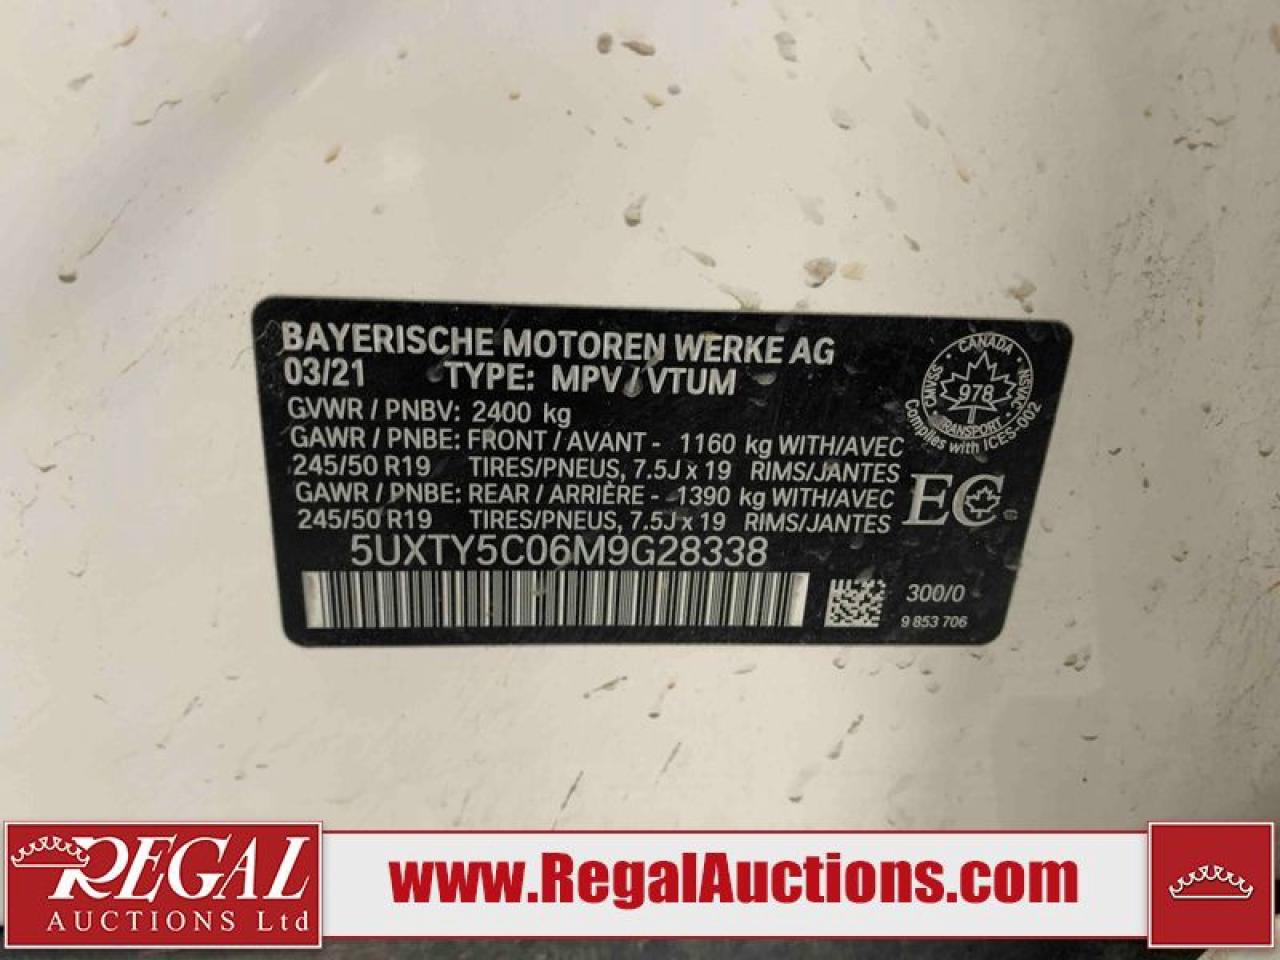 BAYERISCHE MOTOREN WERKE AG
03/21 TYPE: MPV / VTUM
GVWR / PNBV: 2400 kg
GAWR / PNBE: FRONT / AVANT - 1160 kg WITH/AVEC
245/50 R19 TIRES/PNEUS, 7.5J x 19 RIMS/JANTES
GAWR / PNBE: REAR / ARRIÈRE - 1390 kg WITH/AVEC
245/50 R19 TIRES/PNEUS, 7.5J x 19 RIMS/JANTES
5UXTY5C06M9G28338
CANADA
CMVSS
NSVAC
978
TRANSPORT
Complies with ICES-002
EC
300/0
9 853 706
REGAL
AUCTIONS Ltd
www.RegalAuctions.com